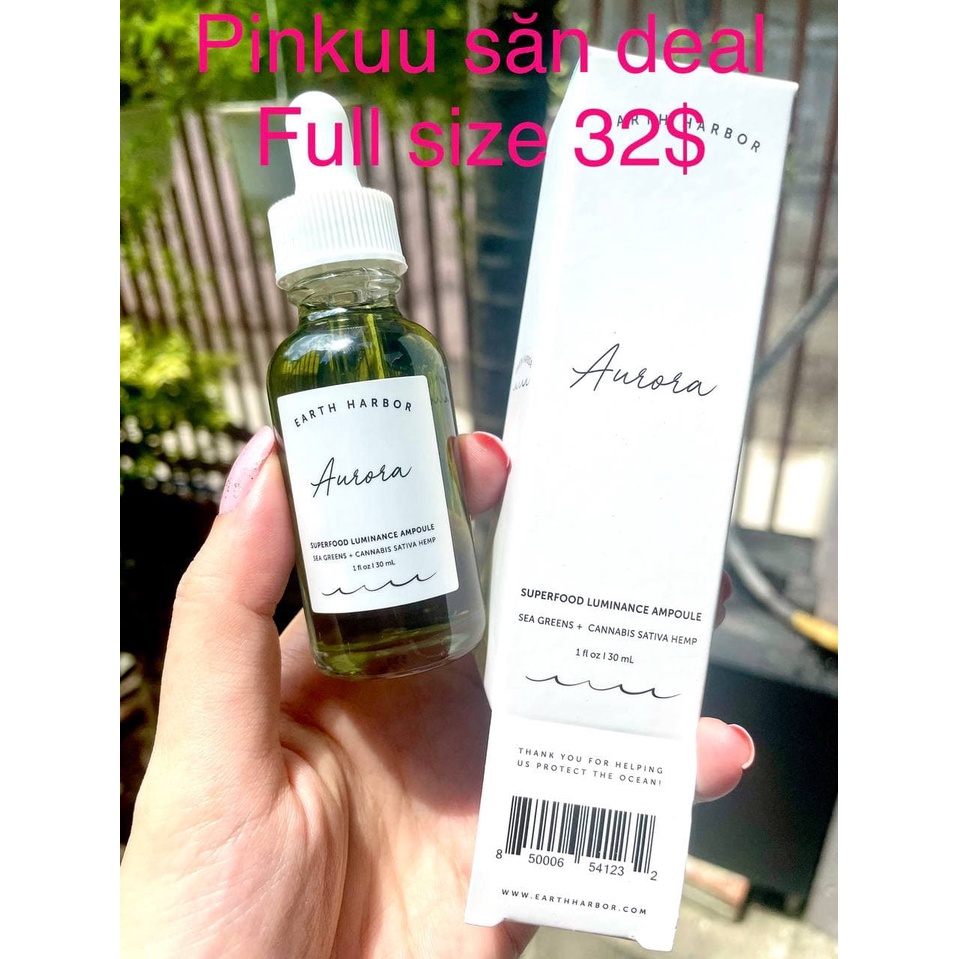 Pinkuu săn deal
Full size 32$
EARTH HARBOR
Aurora
SUPERFOOD LUMINANCE AMPOULE
SEA GREENS + CANNABIS SATIVA HEMP
1 fl oz | 30 mL
ARTH HARBOR
Aurora
SUPERFOOD LUMINANCE AMPOULE
SEA GREENS + CANNABIS SATIVA HEMP
1 fl oz | 30 mL
THANK YOU FOR HELPING
US PROTECT THE OCEAN!
8 50006 54123 2
WWW.EARTHHARBOR.COM